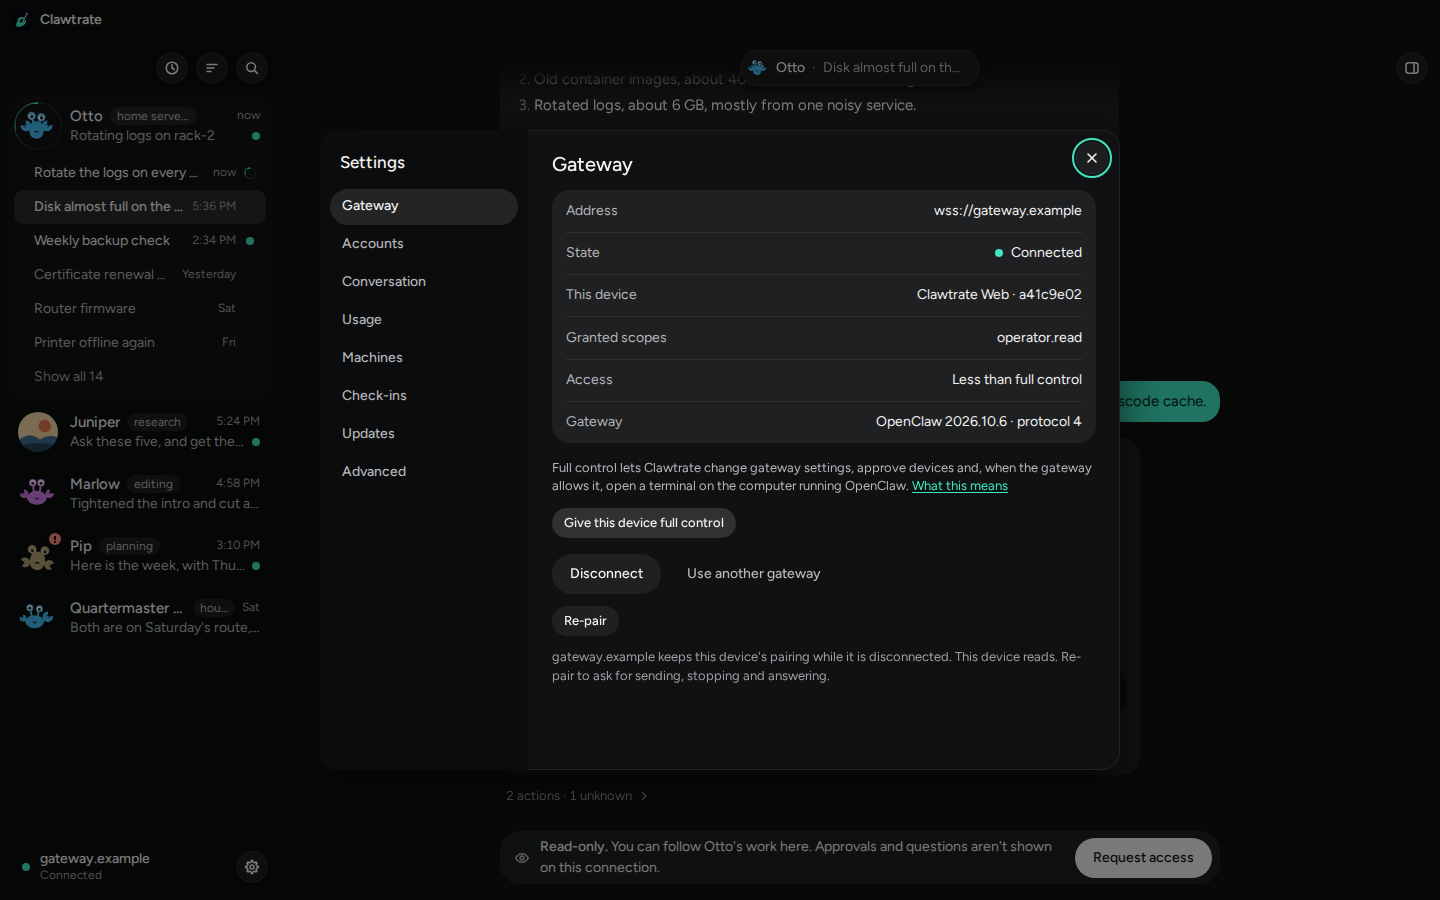 Clawtrate
Otto
home serve...
now
Rotating logs on rack-2
Rotate the logs on every ...
now
Disk almost full on the ...
5:36 PM
Weekly backup check
2:34 PM
Certificate renewal ...
Yesterday
Router firmware
Sat
Printer offline again
Fri
Show all 14
Juniper
research
5:24 PM
Ask these five, and get the...
Marlow
editing
4:58 PM
Tightened the intro and cut a...
Pip
planning
3:10 PM
Here is the week, with Thu...
Quartermaster ...
hou...
Sat
Both are on Saturday's route,...
gateway.example
Connected
Otto · Disk almost full on th...
2. Old container images, about 40
3. Rotated logs, about 6 GB, mostly from one noisy service.
Settings
Gateway
Accounts
Conversation
Usage
Machines
Check-ins
Updates
Advanced
Gateway
Address
wss://gateway.example
State
Connected
This device
Clawtrate Web · a41c9e02
Granted scopes
operator.read
Access
Less than full control
Gateway
OpenClaw 2026.10.6 · protocol 4
Full control lets Clawtrate change gateway settings, approve devices and, when the gateway
allows it, open a terminal on the computer running OpenClaw. What this means
Give this device full control
Disconnect
Use another gateway
Re-pair
gateway.example keeps this device's pairing while it is disconnected. This device reads. Re-
pair to ask for sending, stopping and answering.
scode cache.
2 actions · 1 unknown
Read-only. You can follow Otto's work here. Approvals and questions aren't shown
on this connection.
Request access